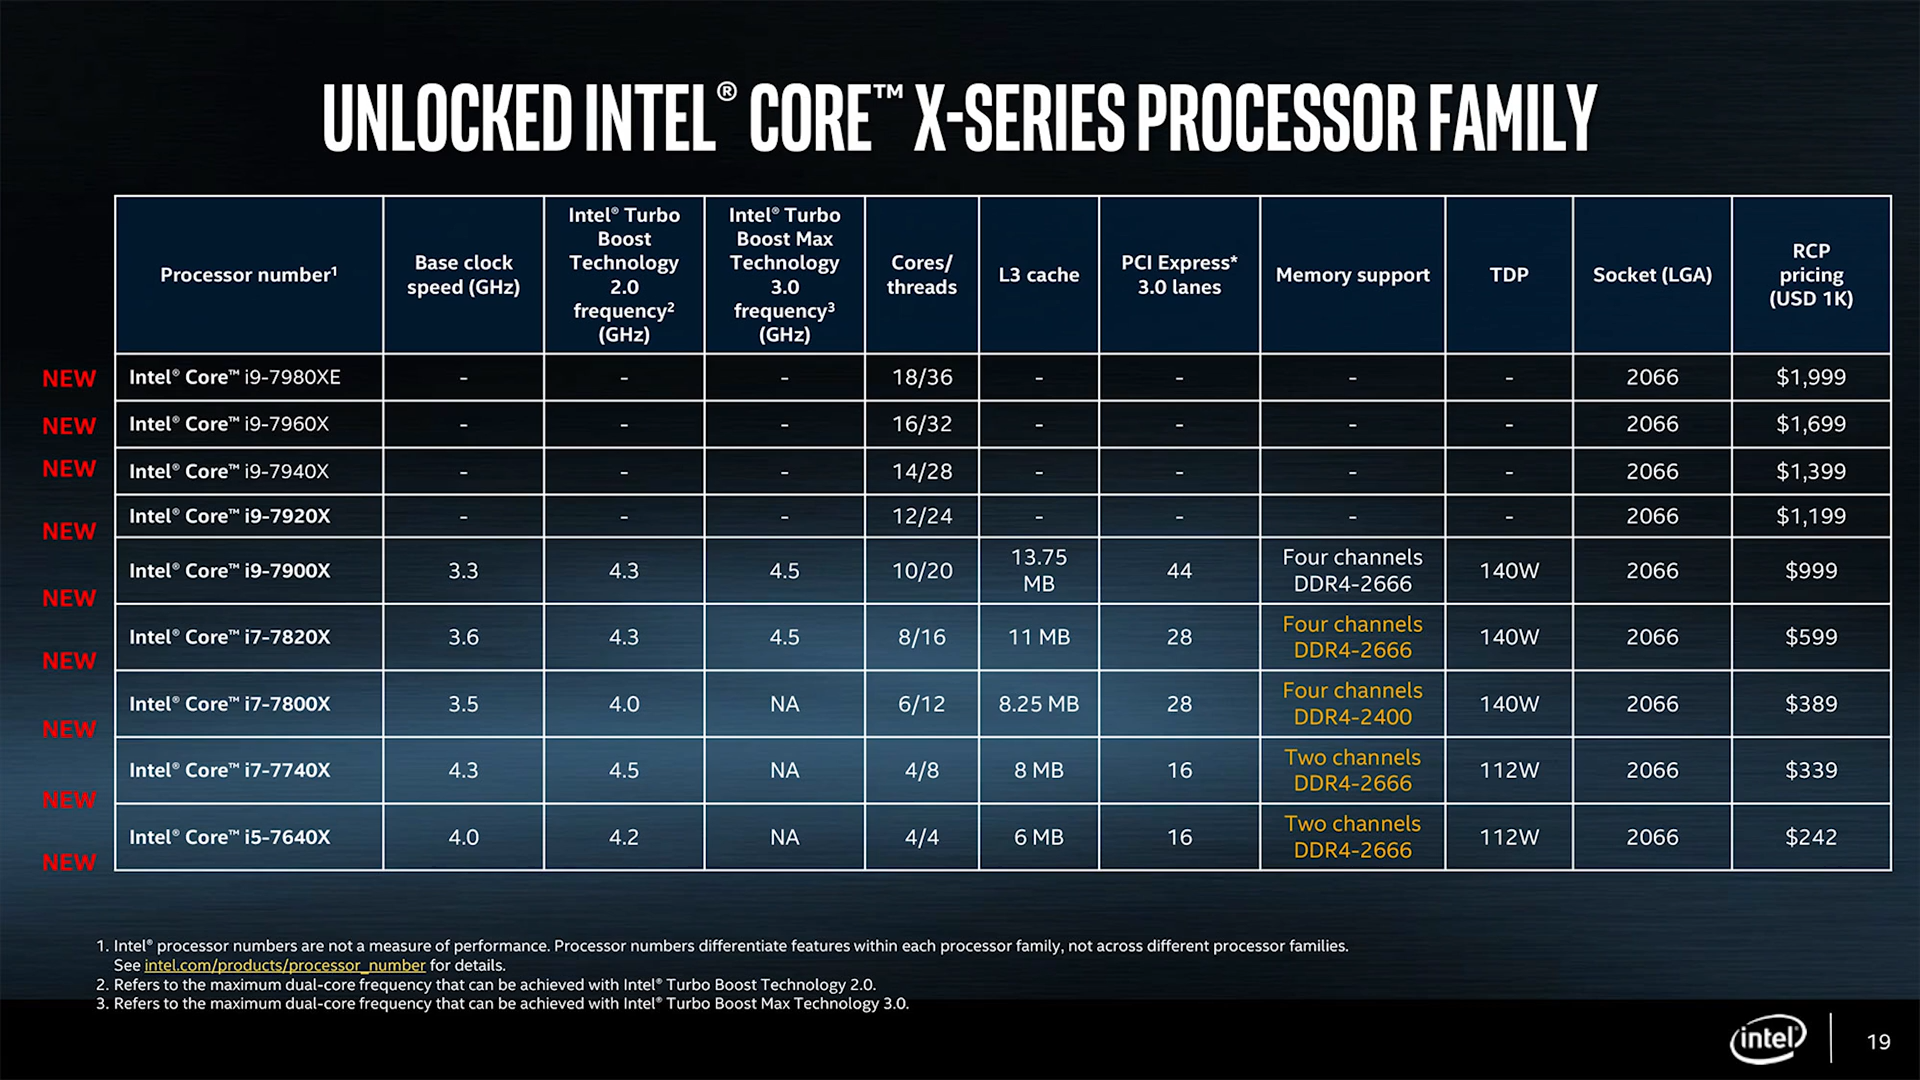 UNLOCKED INTEL® CORE™ X-SERIES PROCESSOR FAMILY
Processor number¹
Base clock
speed (GHz)
Intel® Turbo
Boost
Technology
2.0
frequency²
(GHz)
Intel® Turbo
Boost Max
Technology
3.0
frequency³
(GHz)
Cores/
threads
L3 cache
PCI Express*
3.0 lanes
Memory support
TDP
Socket (LGA)
RCP
pricing
(USD 1K)
NEW Intel® Core™ i9-7980XE - - - 18/36 - - - - 2066 $1,999
NEW Intel® Core™ i9-7960X - - - 16/32 - - - - 2066 $1,699
NEW Intel® Core™ i9-7940X - - - 14/28 - - - - 2066 $1,399
NEW Intel® Core™ i9-7920X - - - 12/24 - - - - 2066 $1,199
NEW Intel® Core™ i9-7900X 3.3 4.3 4.5 10/20
13.75
MB
44
Four channels
DDR4-2666
140W 2066 $999
NEW Intel® Core™ i7-7820X 3.6 4.3 4.5 8/16 11 MB 28
Four channels
DDR4-2666
140W 2066 $599
NEW Intel® Core™ i7-7800X 3.5 4.0 NA 6/12 8.25 MB 28
Four channels
DDR4-2400
140W 2066 $389
NEW Intel® Core™ i7-7740X 4.3 4.5 NA 4/8 8 MB 16
Two channels
DDR4-2666
112W 2066 $339
NEW Intel® Core™ i5-7640X 4.0 4.2 NA 4/4 6 MB 16
Two channels
DDR4-2666
112W 2066 $242
1. Intel® processor numbers are not a measure of performance. Processor numbers differentiate features within each processor family, not across different processor families.
See intel.com/products/processor_number for details.
2. Refers to the maximum dual-core frequency that can be achieved with Intel® Turbo Boost Technology 2.0.
3. Refers to the maximum dual-core frequency that can be achieved with Intel® Turbo Boost Max Technology 3.0.
intel®
19